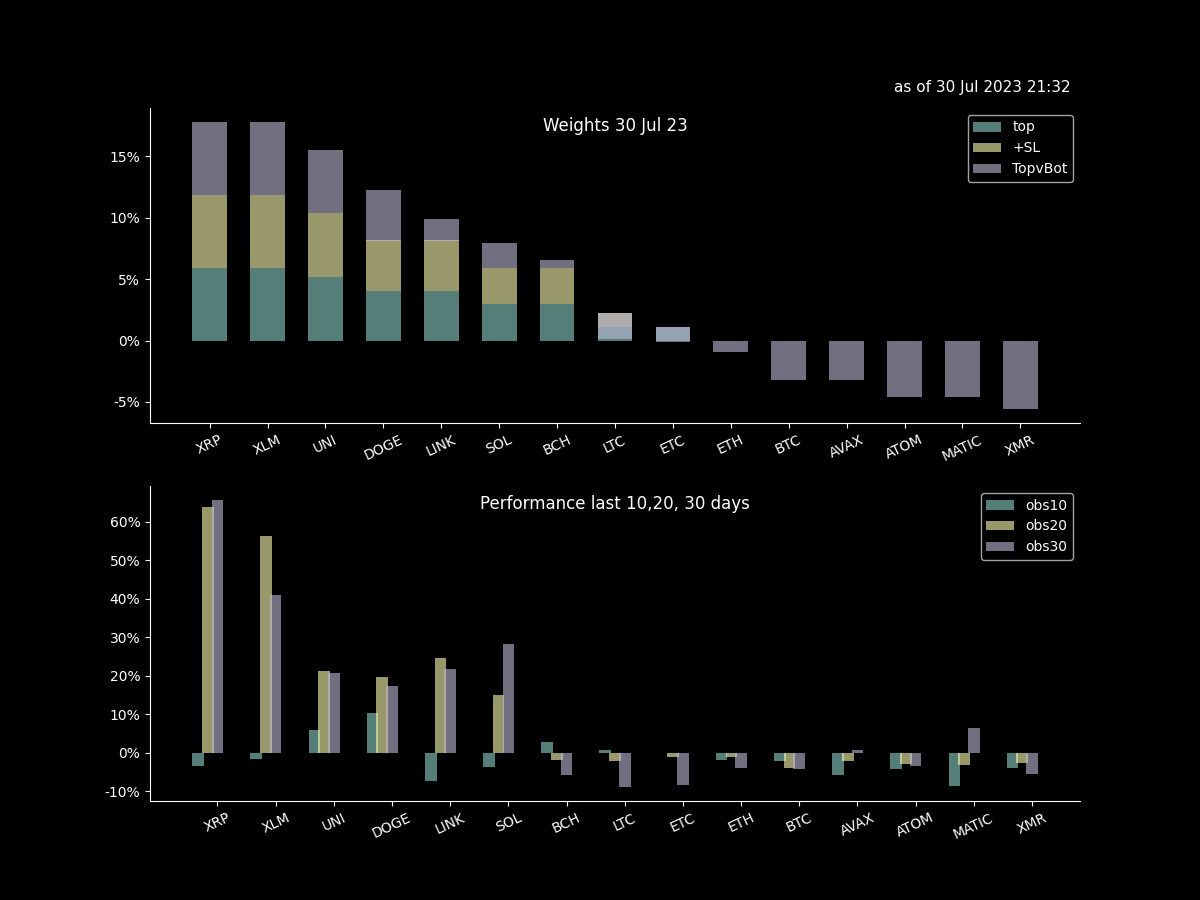 as of 30 Jul 2023 21:32
Weights 30 Jul 23
top
+SL
TopvBot
15%
10%
5%
0%
-5%
XRP XLM UNI DOGE LINK SOL BCH LTC ETC ETH BTC AVAX ATOM MATIC XMR
Performance last 10,20, 30 days
obs10
obs20
obs30
60%
50%
40%
30%
20%
10%
0%
-10%
XRP XLM UNI DOGE LINK SOL BCH LTC ETC ETH BTC AVAX ATOM MATIC XMR